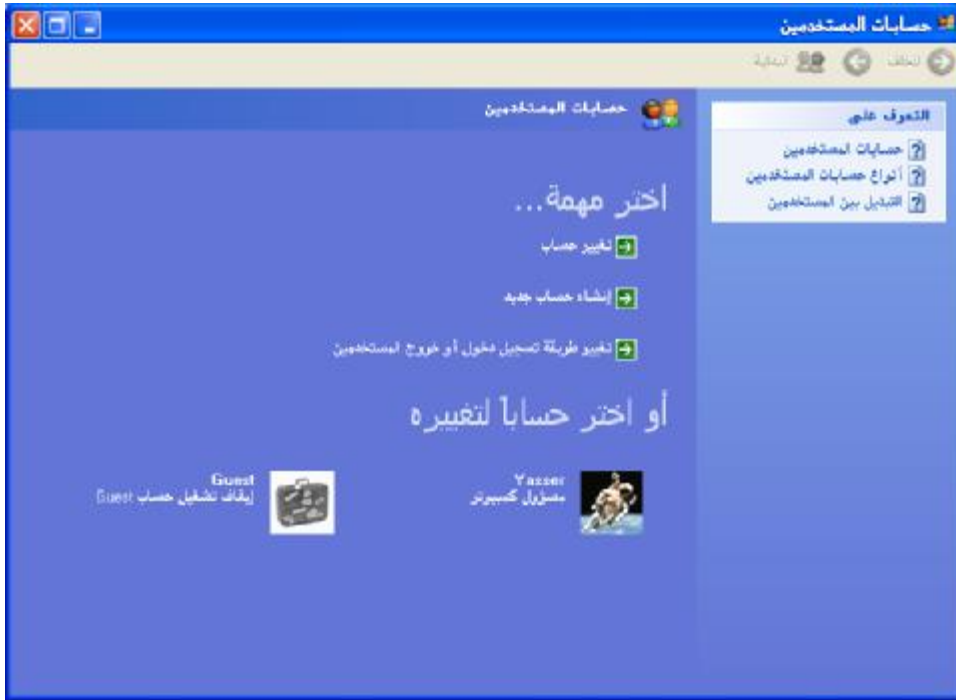 حسابات المستخدمين
للخلف
البداية
التعرف على
حسابات المستخدمين
أنواع حسابات المستخدمين
التبديل بين المستخدمين
حسابات المستخدمين
اختر مهمة...
تغيير حساب
إنشاء حساب جديد
تغيير طريقة تسجيل دخول أو خروج المستخدمين
أو اختر حساباً لتغييره
Yasser
مسؤول كمبيوتر
Guest
إيقاف تشغيل حساب Guest